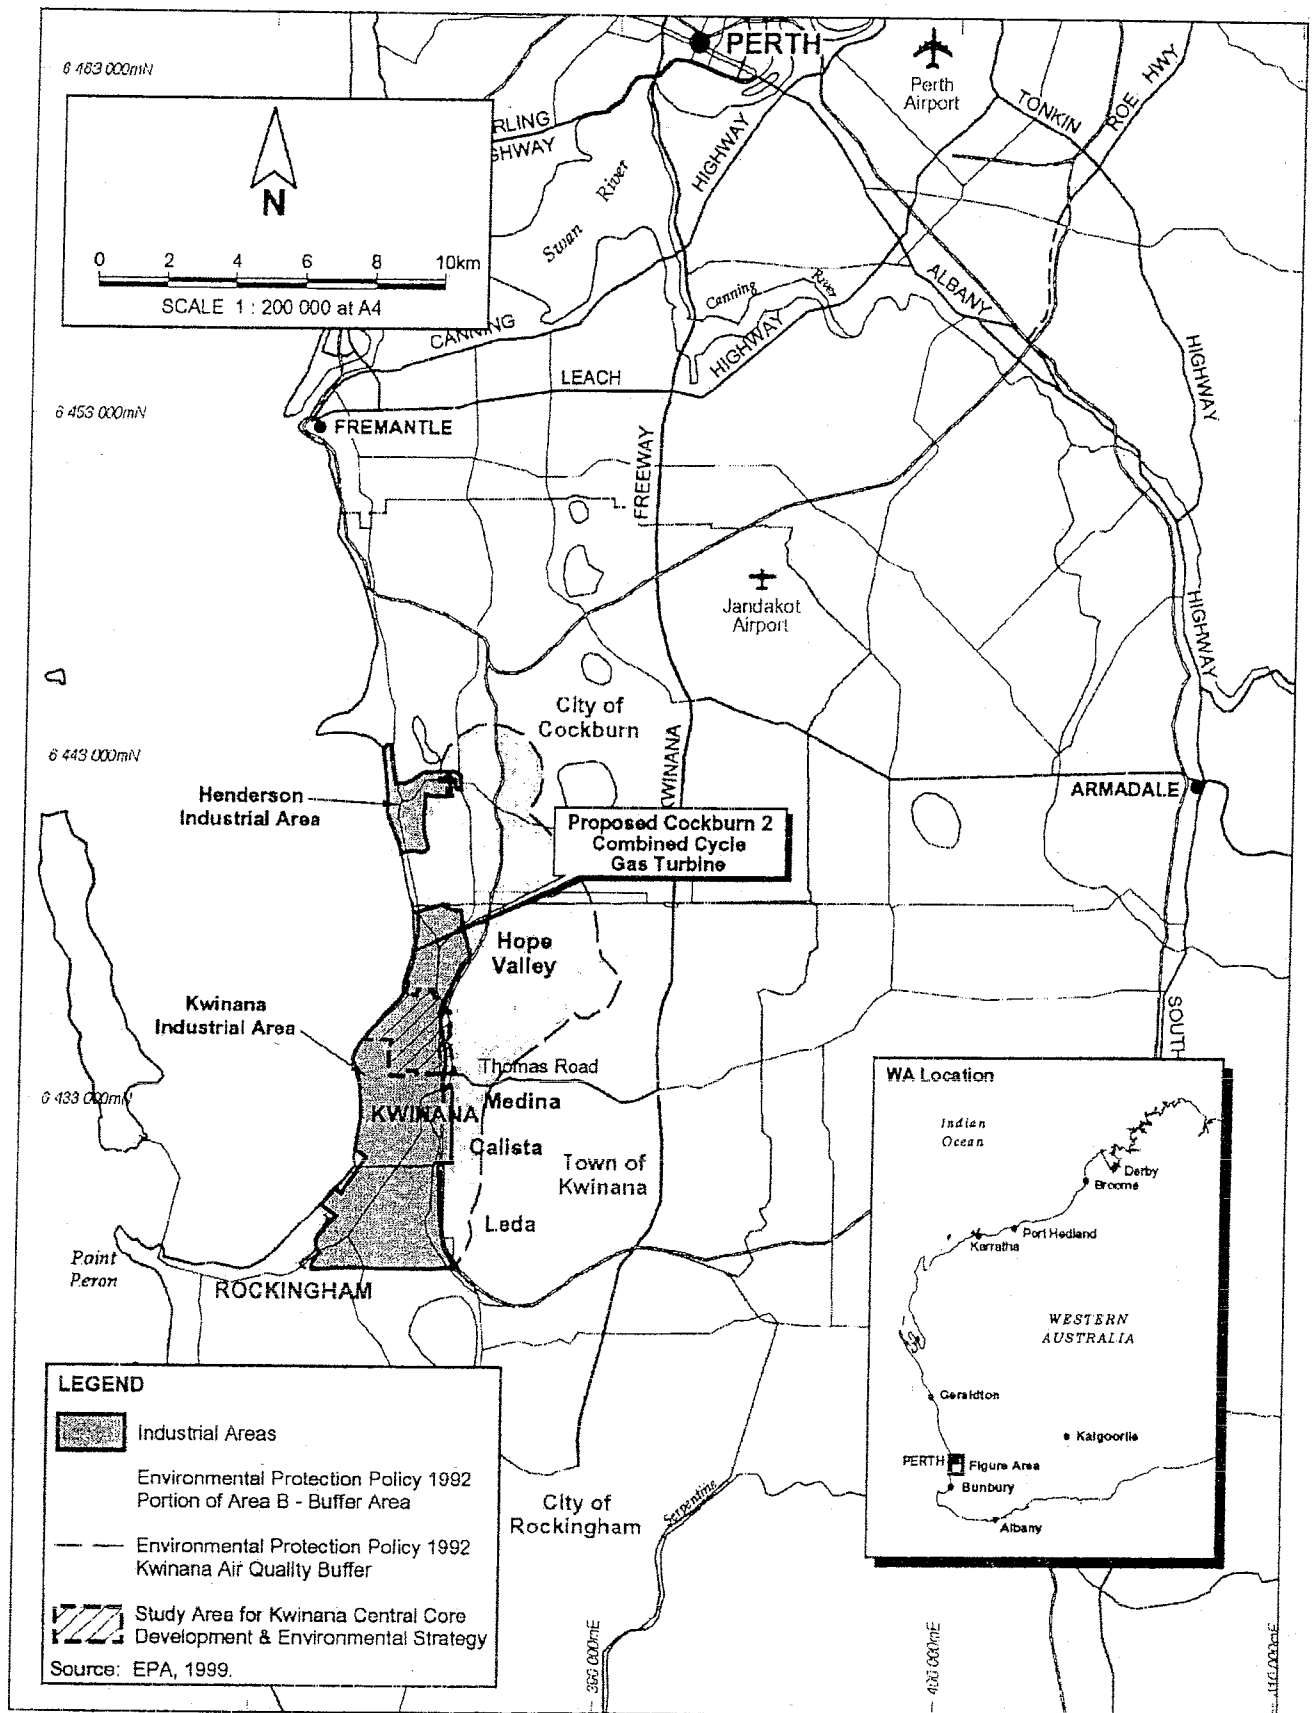 6 463 000mN
PERTH
Perth
Airport
TONKIN
ROE HWY
RLING
GHWAY
HIGHWAY
Swan River
N
0 2 4 6 8 10km
SCALE 1 : 200 000 at A4
CANNING
Canning River
HIGHWAY
ALBANY
HIGHWAY
LEACH
6 453 000mN
FREMANTLE
FREEWAY
Jandakot
Airport
HIGHWAY
City of
Cockburn
KWINANA
6 443 000mN
Henderson
Industrial Area
ARMADALE
Proposed Cockburn 2
Combined Cycle
Gas Turbine
Hope
Valley
Kwinana
Industrial Area
SOUTH
Thomas Road
6 433 000mN
KWINANA
Medina
Calista
Town of
Kwinana
Leda
Point
Peron
ROCKINGHAM
WA Location
Indian
Ocean
Derby
Broome
Port Hedland
Karratha
WESTERN
AUSTRALIA
Geraldton
Kalgoorlie
PERTH
Figure Area
Bunbury
Albany
LEGEND
Industrial Areas
Environmental Protection Policy 1992
Portion of Area B - Buffer Area
Environmental Protection Policy 1992
Kwinana Air Quality Buffer
Study Area for Kwinana Central Core
Development & Environmental Strategy
Source: EPA, 1999.
City of
Rockingham
Serpentine
390 000mE
400 000mE
410 000mE